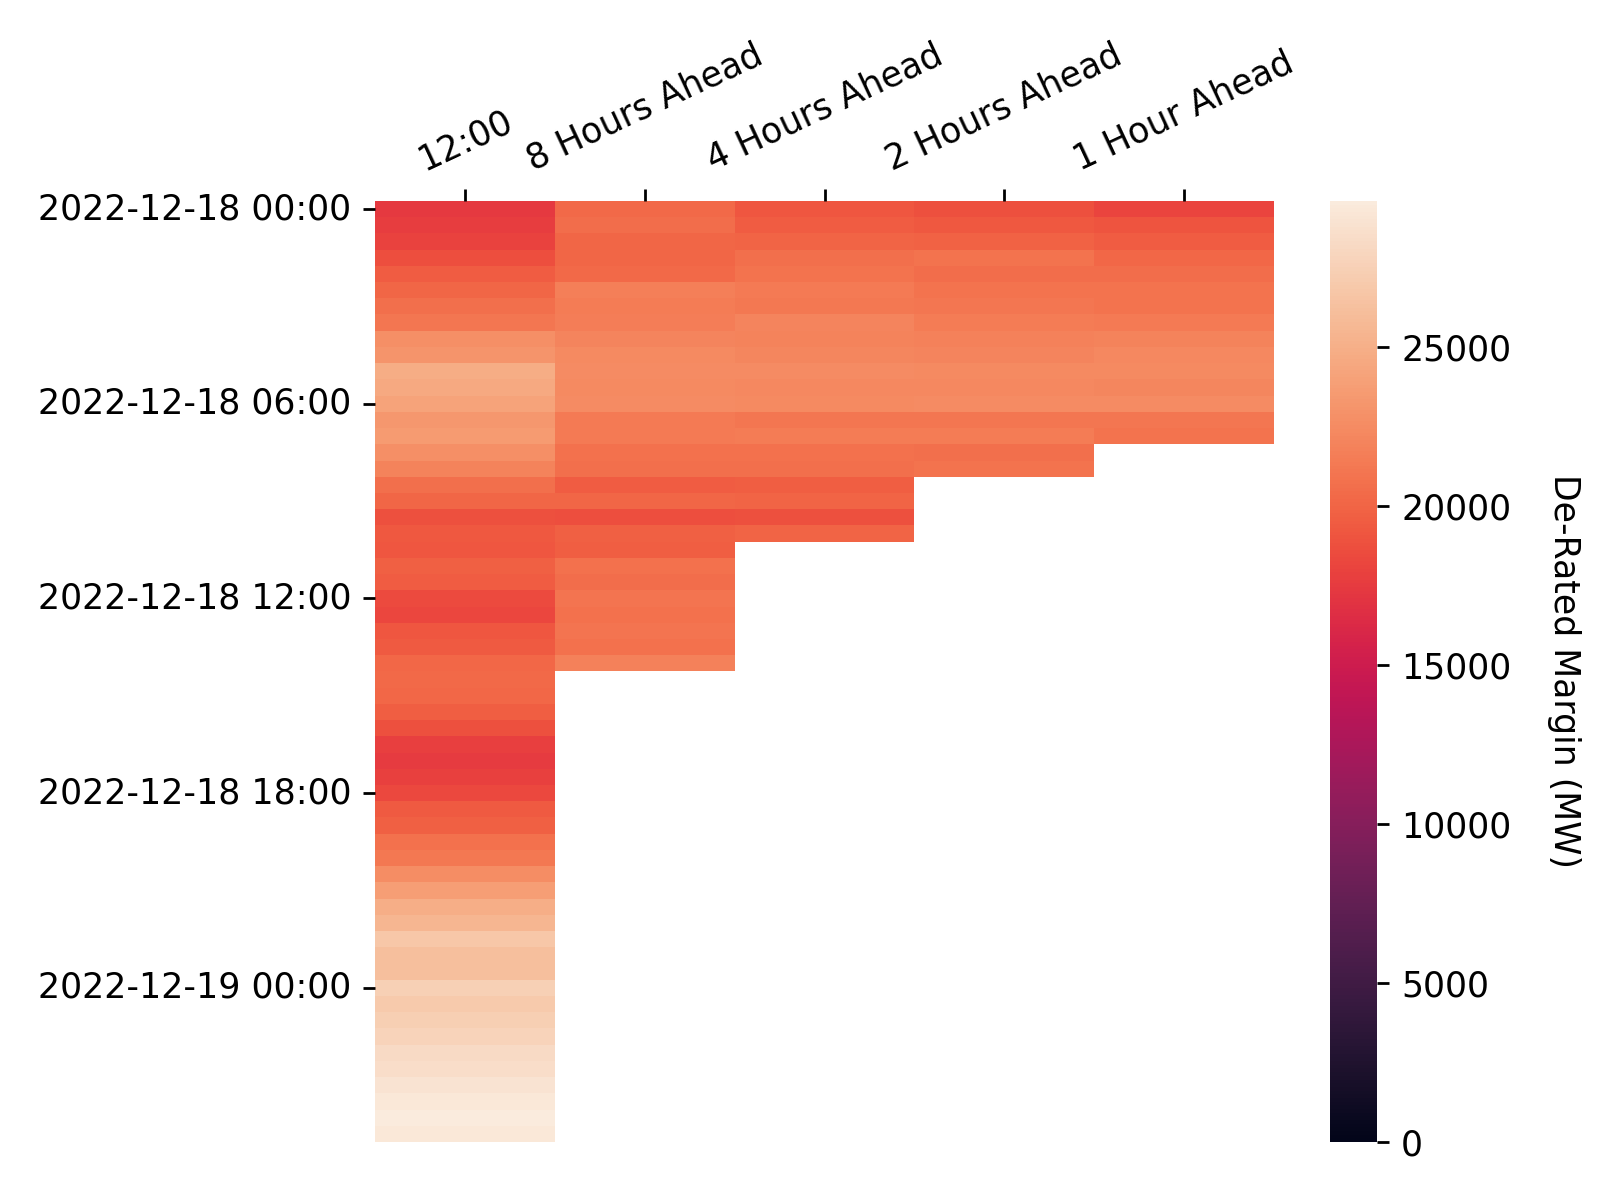 12:00
8 Hours Ahead
4 Hours Ahead
2 Hours Ahead
1 Hour Ahead
2022-12-18 00:00
2022-12-18 06:00
2022-12-18 12:00
2022-12-18 18:00
2022-12-19 00:00
25000
20000
15000
10000
5000
0
De-Rated Margin (MW)